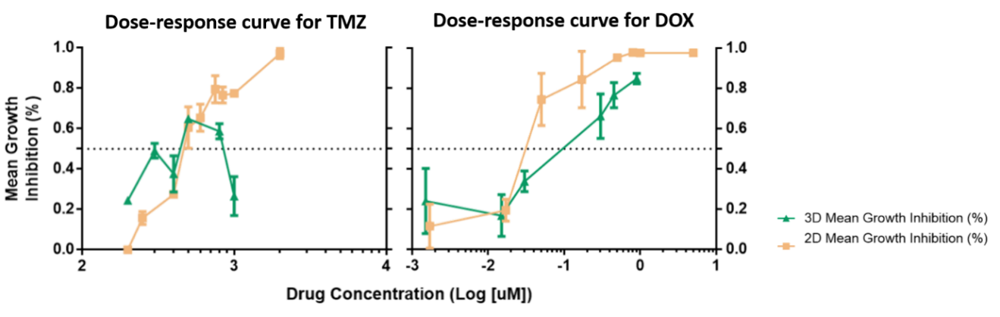 Dose-response curve for TMZ
Dose-response curve for DOX
Mean Growth
Inhibition (%)
1.0
0.8
0.6
0.4
0.2
0.0
2
3
4
1.0
0.8
0.6
0.4
0.2
0.0
-3
-2
-1
0
1
Drug Concentration (Log [uM])
3D Mean Growth Inhibition (%)
2D Mean Growth Inhibition (%)